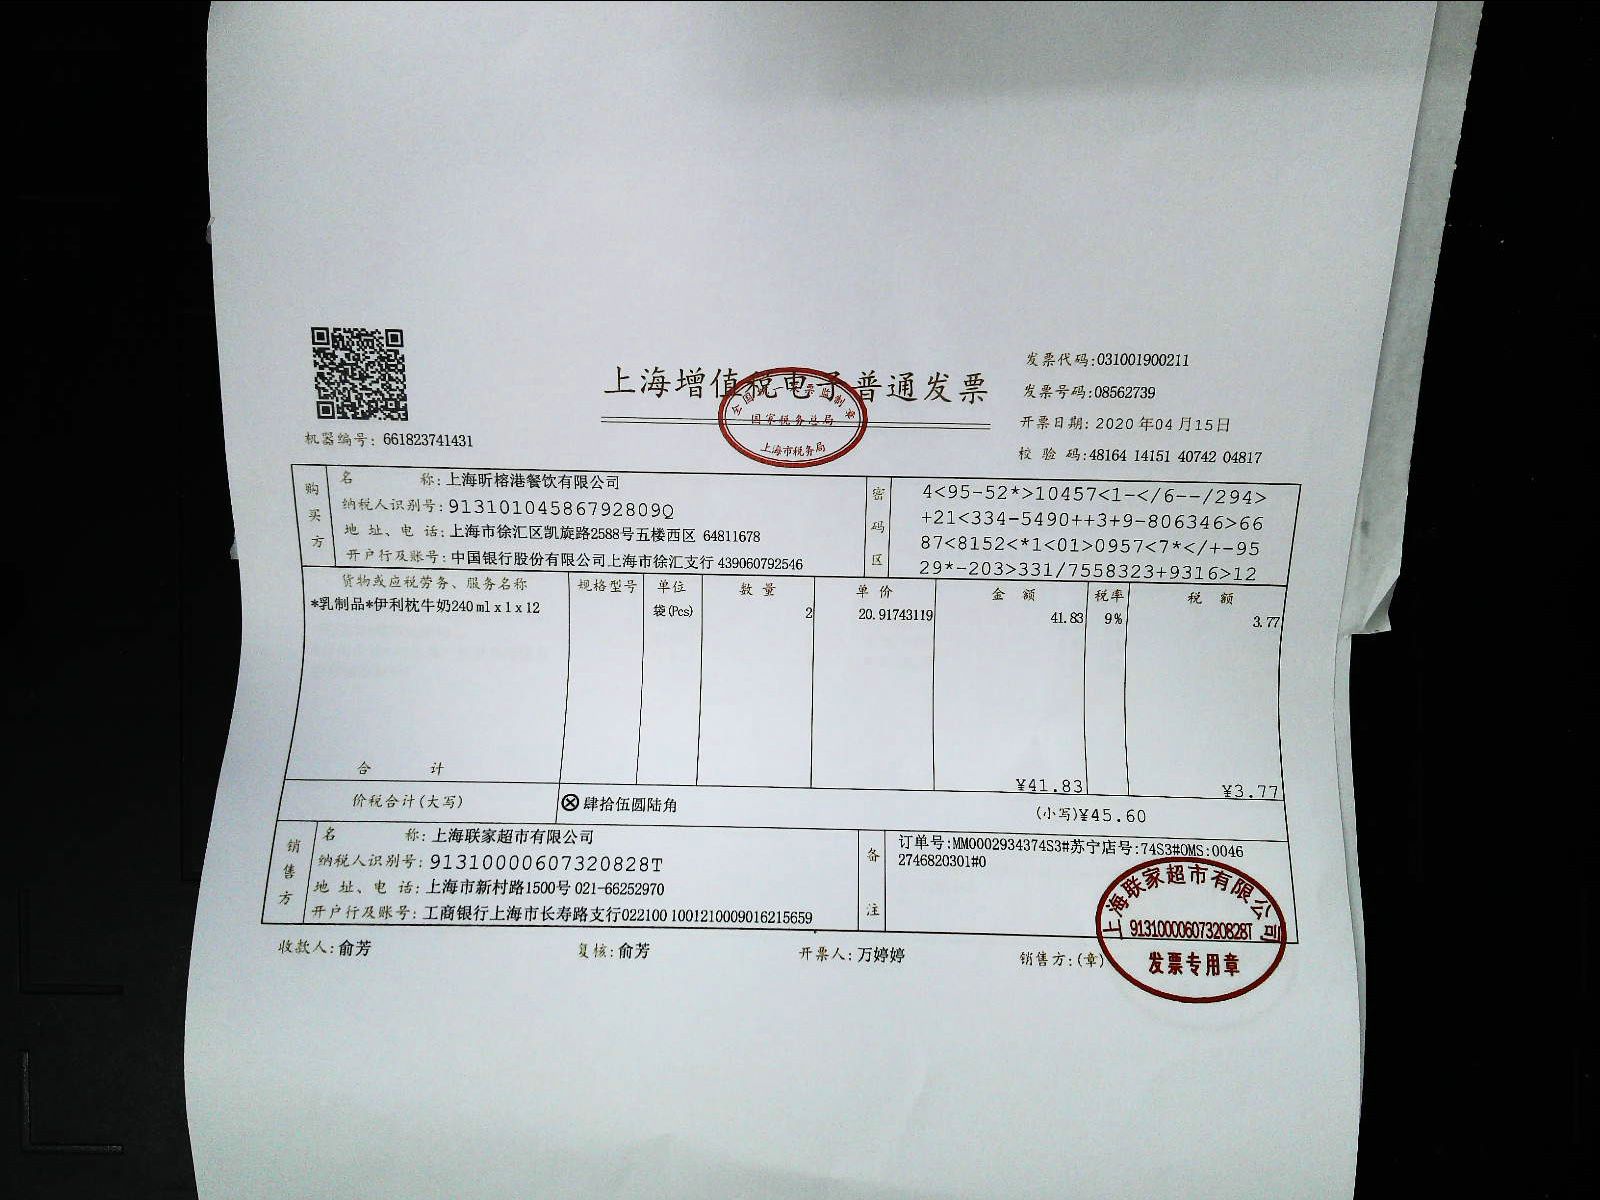 上海增值税电子普通发票
全国统一发票监制章
国家税务总局
上海市税务局
发票代码:031001900211
发票号码:08562739
开票日期: 2020 年04 月15日
校 验 码:48164 14151 40742 04817
机器编号: 661823741431
购买方
名 称: 上海昕榕港餐饮有限公司
纳税人识别号: 91310104586792809Q
地 址、电 话: 上海市徐汇区凯旋路2588号五楼西区 64811678
开户行及账号: 中国银行股份有限公司上海市徐汇支行 439060792546
密码区
4<95-52*>10457<1-</6--/294>
+21<334-5490++3+9-806346>66
87<8152<*1<01>0957<7*</+-95
29*-203>331/7558323+9316>12
货物或应税劳务、服务名称 规格型号 单位 数 量 单 价 金 额 税率 税 额
*乳制品*伊利枕牛奶240mlx1x12 袋(Pcs) 2 20.91743119 41.83 9% 3.77
合 计 ¥41.83 ¥3.77
价税合计(大写) ⊗肆拾伍圆陆角 (小写)¥45.60
销售方
名 称: 上海联家超市有限公司
纳税人识别号: 91310000607320828T
地 址、电 话: 上海市新村路1500号 021-66252970
开户行及账号: 工商银行上海市长寿路支行022100 1001210009016215659
备注
订单号:MM0002934374S3#苏宁店号:74S3#OMS:0046
2746820301#0
收款人: 俞芳 复核: 俞芳 开票人: 万婷婷 销售方:(章)
上海联家超市有限公司
91310000607320828T
发票专用章